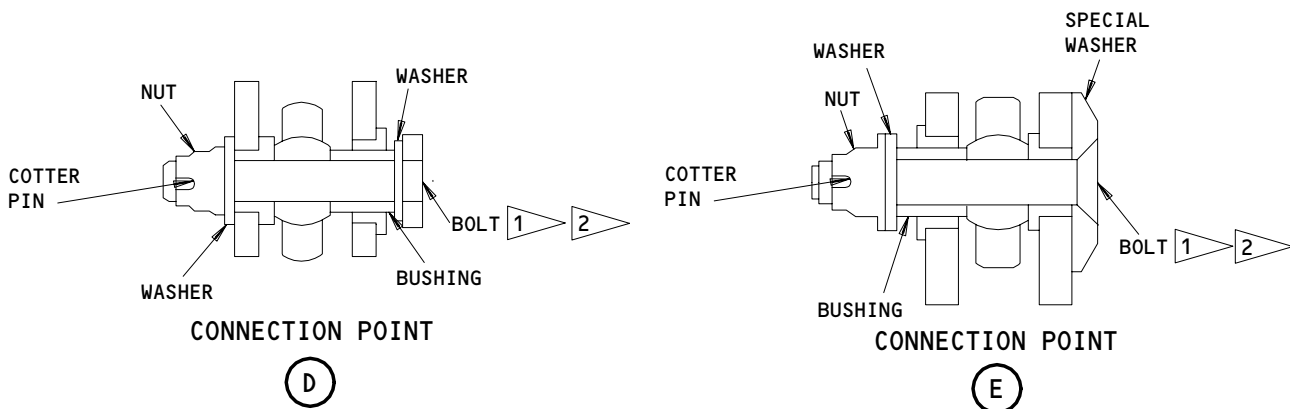 WASHER
NUT
COTTER
PIN
BOLT 1 2
BUSHING
WASHER
CONNECTION POINT
D
SPECIAL
WASHER
WASHER
NUT
COTTER
PIN
BOLT 1 2
BUSHING
CONNECTION POINT
E